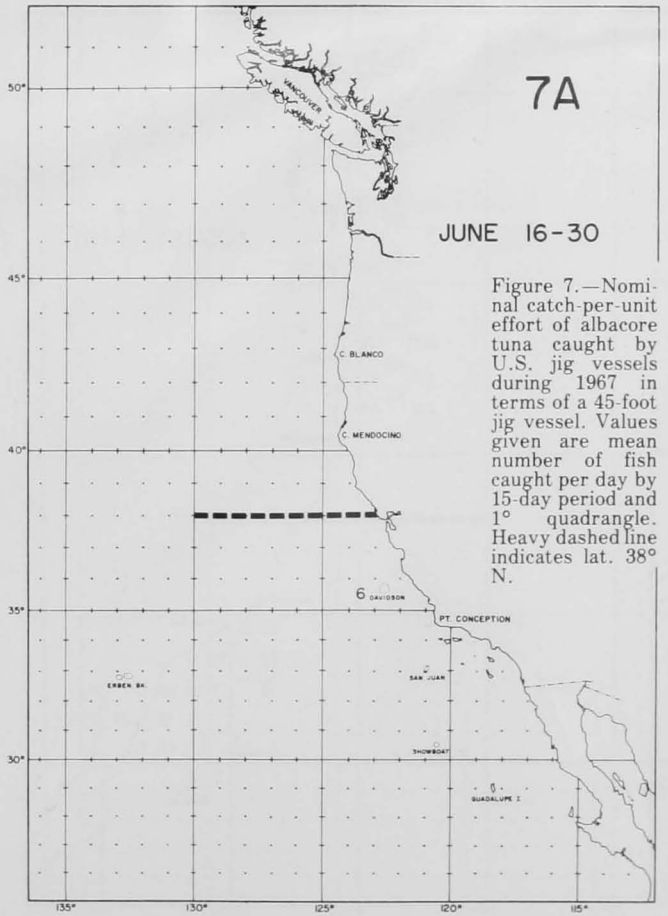 7A
JUNE 16-30
50°
VANCOUVER I.
45°
Figure 7.—Nomi-
nal catch-per-unit
effort of albacore
tuna caught by
U.S. jig vessels
during 1967 in
terms of a 45-foot
jig vessel. Values
given are mean
number of fish
caught per day by
15-day period and
1° quadrangle.
Heavy dashed line
indicates lat. 38°
N.
C. BLANCO
C. MENDOCINO
40°
6 DAVIDSON
35°
PT. CONCEPTION
ERBEN BK.
SAN JUAN
SHOWBOAT
30°
GUADALUPE I.
135° 130° 125° 120° 115°